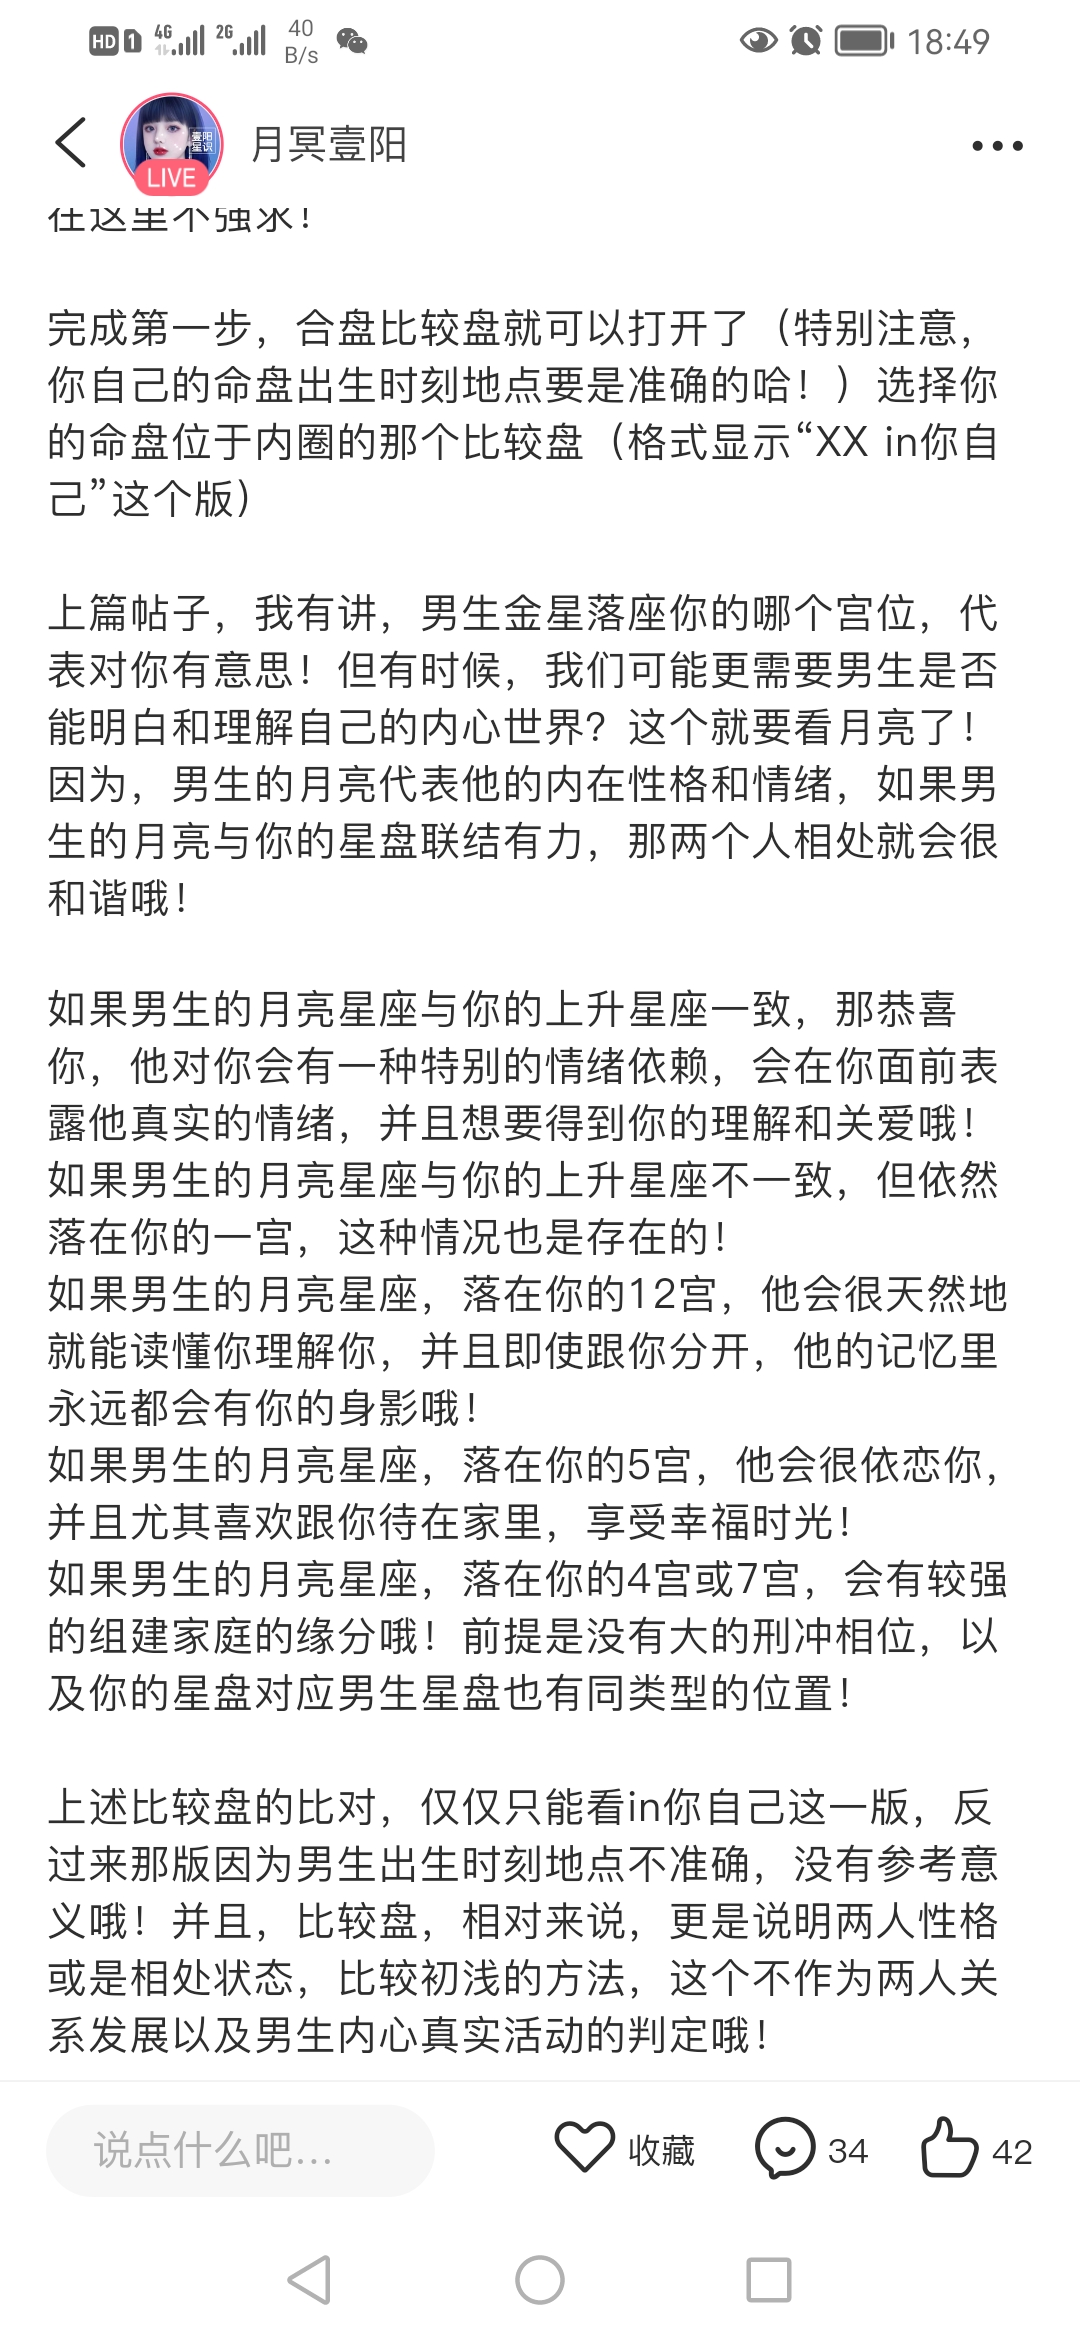 HD 1 4G 2G 40 B/s 18:49
壹阳
星识
LIVE
月冥壹阳
在这里不强求！
完成第一步，合盘比较盘就可以打开了（特别注意，
你自己的命盘出生时刻地点要是准确的哈！）选择你
的命盘位于内圈的那个比较盘（格式显示“XX in你自
己”这个版）
上篇帖子，我有讲，男生金星落座你的哪个宫位，代
表对你有意思！但有时候，我们可能更需要男生是否
能明白和理解自己的内心世界？这个就要看月亮了！
因为，男生的月亮代表他的内在性格和情绪，如果男
生的月亮与你的星盘联结有力，那两个人相处就会很
和谐哦！
如果男生的月亮星座与你的上升星座一致，那恭喜
你，他对你会有一种特别的情绪依赖，会在你面前表
露他真实的情绪，并且想要得到你的理解和关爱哦！
如果男生的月亮星座与你的上升星座不一致，但依然
落在你的一宫，这种情况也是存在的！
如果男生的月亮星座，落在你的12宫，他会很天然地
就能读懂你理解你，并且即使跟你分开，他的记忆里
永远都会有你的身影哦！
如果男生的月亮星座，落在你的5宫，他会很依恋你，
并且尤其喜欢跟你待在家里，享受幸福时光！
如果男生的月亮星座，落在你的4宫或7宫，会有较强
的组建家庭的缘分哦！前提是没有大的刑冲相位，以
及你的星盘对应男生星盘也有同类型的位置！
上述比较盘的比对，仅仅只能看in你自己这一版，反
过来那版因为男生出生时刻地点不准确，没有参考意
义哦！并且，比较盘，相对来说，更是说明两人性格
或是相处状态，比较初浅的方法，这个不作为两人关
系发展以及男生内心真实活动的判定哦！
说点什么吧... 收藏 34 42